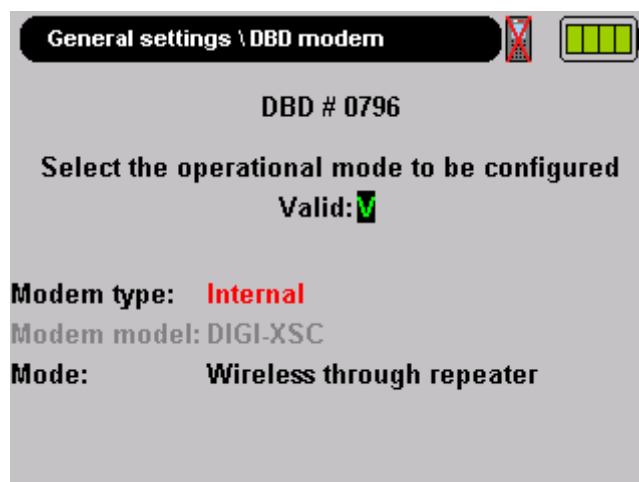 General settings \ DBD modem
DBD # 0796
Select the operational mode to be configured
Valid: V
Modem type: Internal
Modem model: DIGI-XSC
Mode: Wireless through repeater